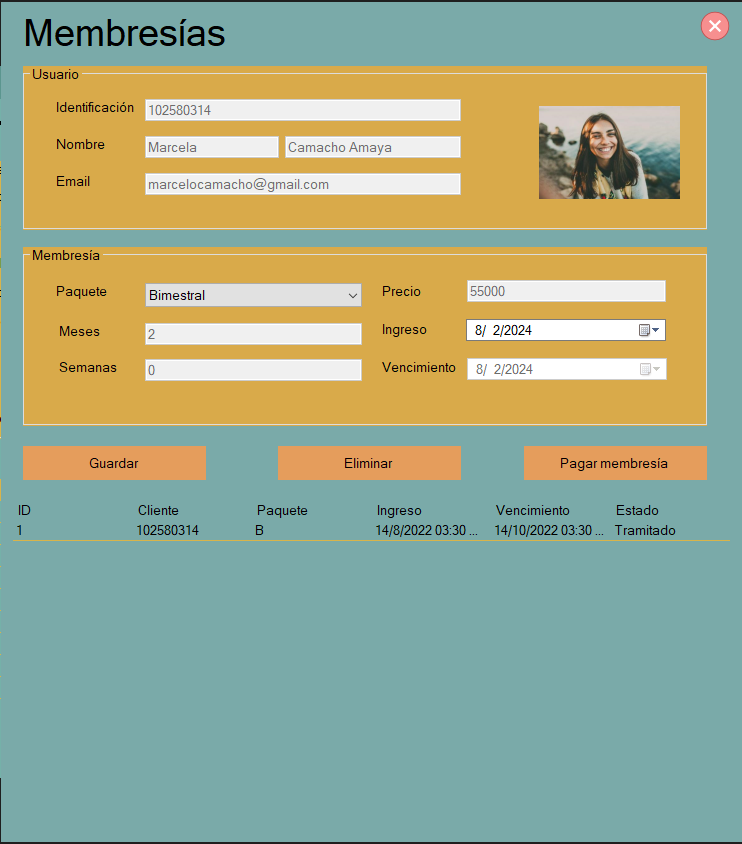 Membresías
Usuario
Identificación 102580314
Nombre Marcela Camacho Amaya
Email marcelocamacho@gmail.com
Membresía
Paquete Bimestral Precio 55000
Meses 2 Ingreso 8/ 2/2024
Semanas 0 Vencimiento 8/ 2/2024
Guardar Eliminar Pagar membresía
ID Cliente Paquete Ingreso Vencimiento Estado
1 102580314 B 14/8/2022 03:30 ... 14/10/2022 03:30 ... Tramitado